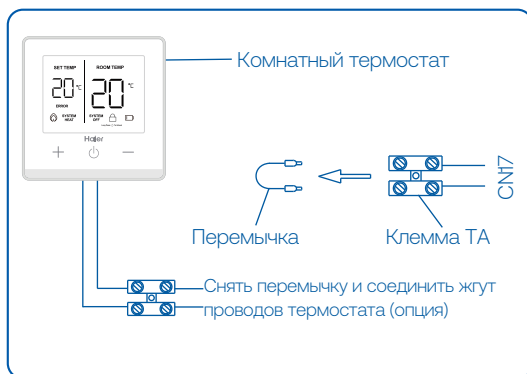 Комнатный термостат
SET TEMP
ROOM TEMP
20 °C
20 °C
ERROR
SYSTEM HEAT
SYSTEM OFF
Haier
CN17
Перемычка
Клемма ТА
Снять перемычку и соединить жгут
проводов термостата (опция)